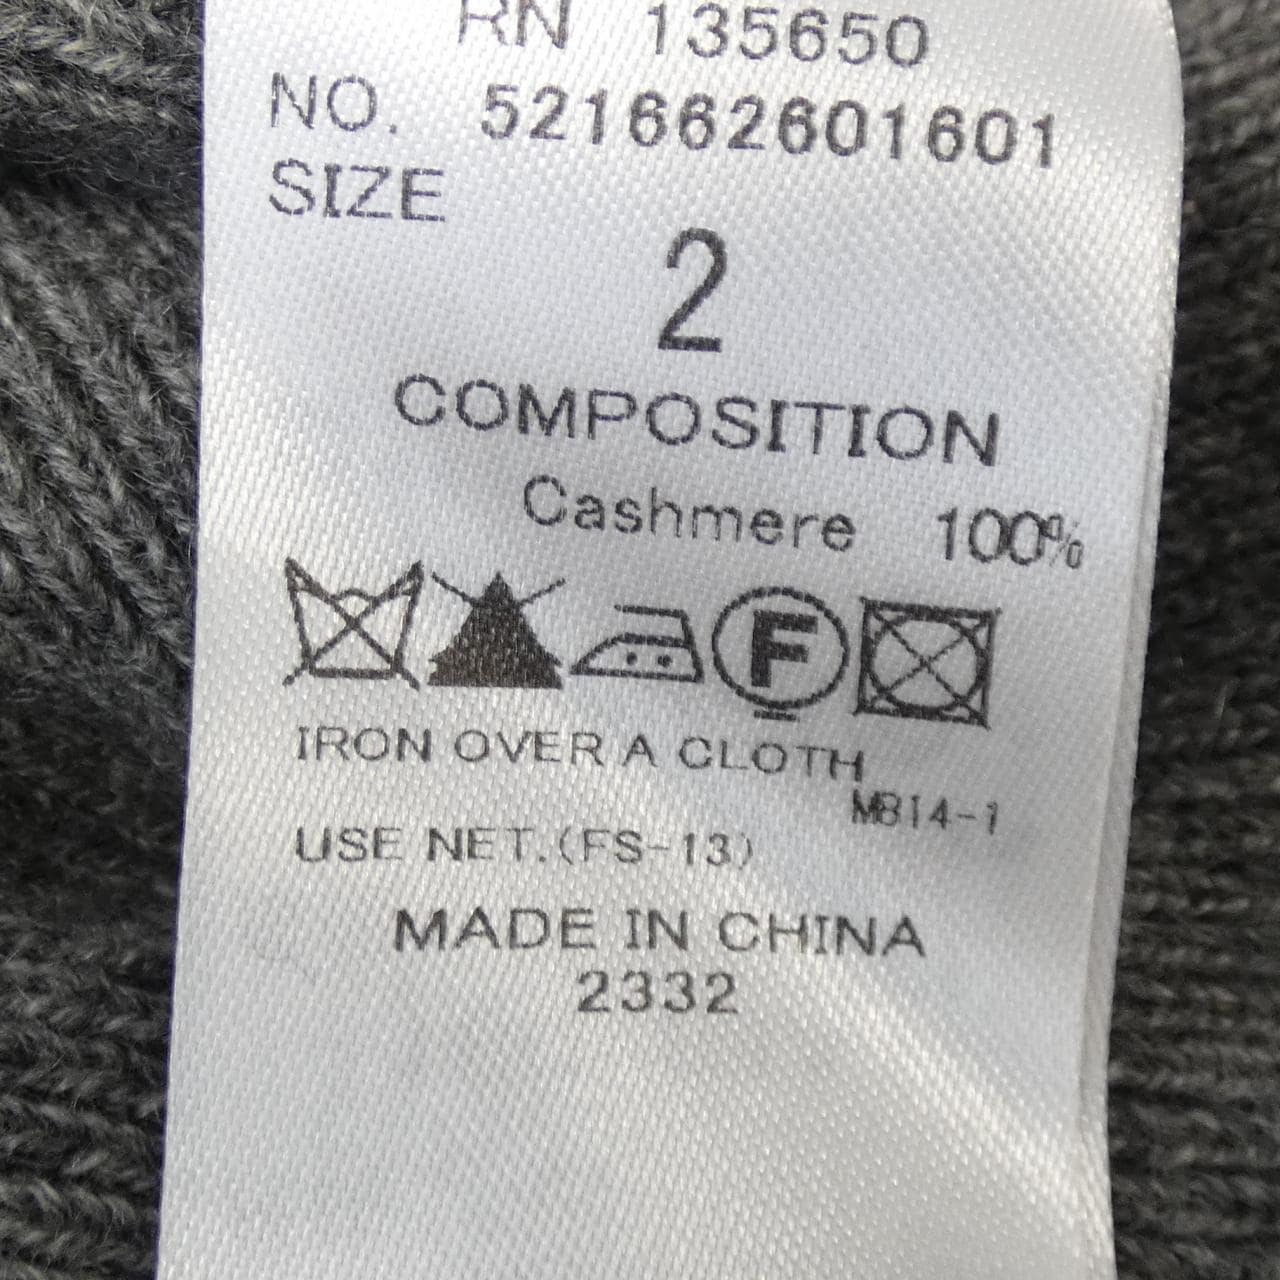 RN 135650
NO. 521662601601
SIZE
2
COMPOSITION
Cashmere 100%
F
IRON OVER A CLOTH
MB14-1
USE NET.(FS-13)
MADE IN CHINA
2332